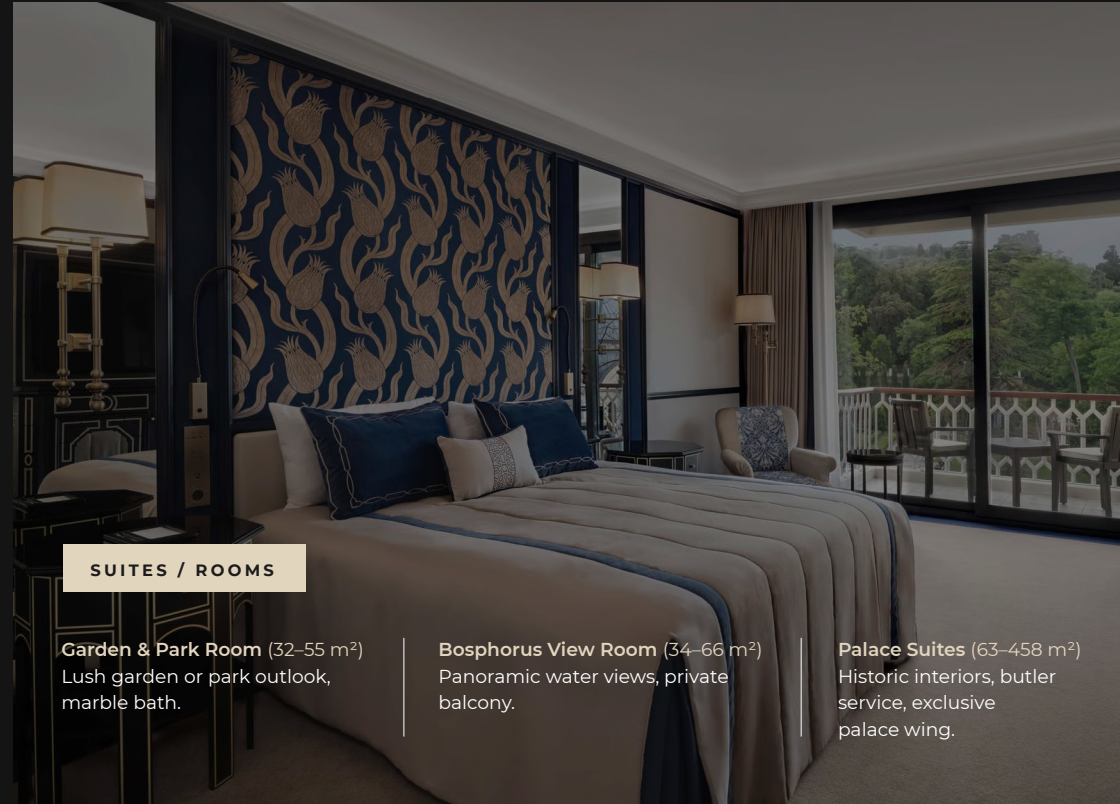 SUITES / ROOMS
Garden & Park Room (32–55 m²)
Lush garden or park outlook,
marble bath.
Bosphorus View Room (34–66 m²)
Panoramic water views, private
balcony.
Palace Suites (63–458 m²)
Historic interiors, butler
service, exclusive
palace wing.